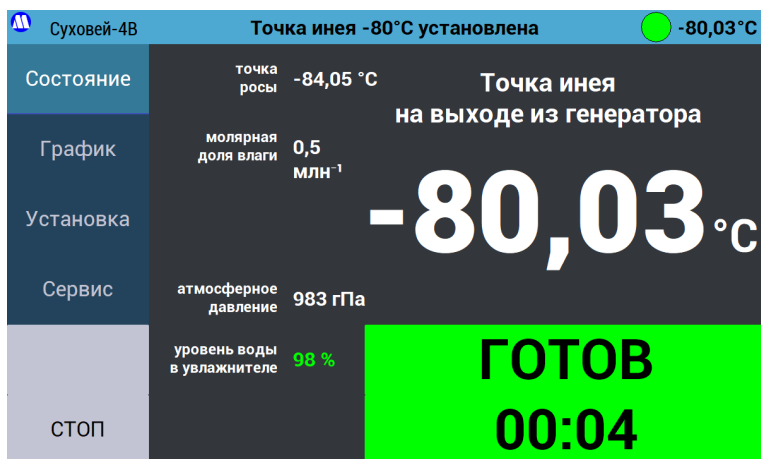 Суховей-4В
Точка инея -80°C установлена
-80,03°C
Состояние
График
Установка
Сервис
СТОП
точка
росы
-84,05 °C
молярная
доля влаги
0,5
млн⁻¹
атмосферное
давление
983 гПа
уровень воды
в увлажнителе
98 %
Точка инея
на выходе из генератора
-80,03 °C
ГОТОВ
00:04